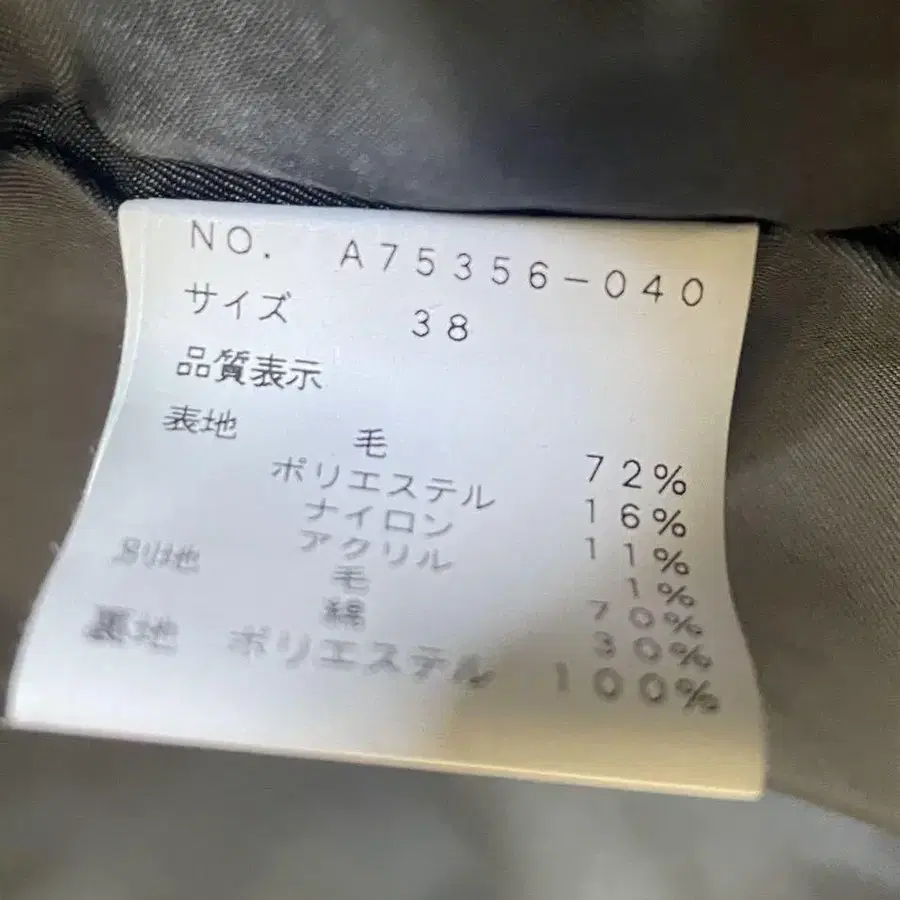 NO. A75356-040
サイズ 38
品質表示
表地 毛 72%
ポリエステル 16%
ナイロン 11%
アクリル 1%
別地 毛 70%
綿 30%
裏地 ポリエステル 100%